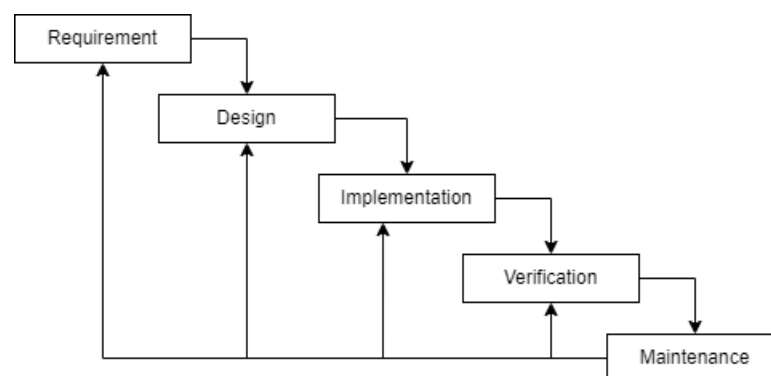 Requirement
Design
Implementation
Verification
Maintenance